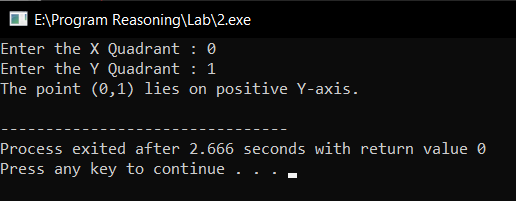 E:\Program Reasoning\Lab\2.exe
Enter the X Quadrant : 0
Enter the Y Quadrant : 1
The point (0,1) lies on positive Y-axis.
--------------------------------
Process exited after 2.666 seconds with return value 0
Press any key to continue . . .